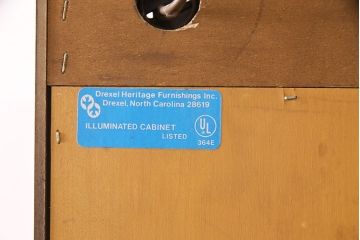 Drexel Heritage Furnishings Inc.
Drexel, North Carolina 28619
ILLUMINATED CABINET
LISTED
UL
364E